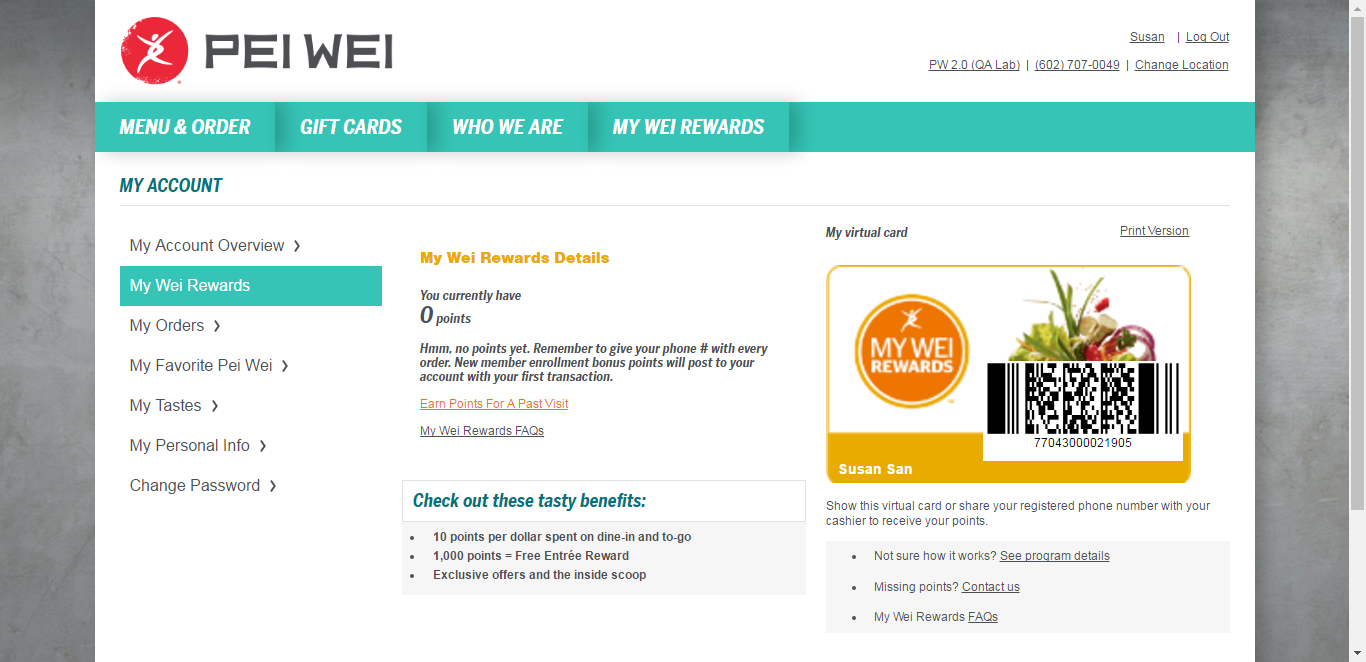 PEI WEI
Susan | Log Out
PW 2.0 (QA Lab) | (602) 707-0049 | Change Location
MENU & ORDER GIFT CARDS WHO WE ARE MY WEI REWARDS
MY ACCOUNT
My Account Overview ❯
My Wei Rewards
My Orders ❯
My Favorite Pei Wei ❯
My Tastes ❯
My Personal Info ❯
Change Password ❯
My Wei Rewards Details
You currently have
0 points
Hmm, no points yet. Remember to give your phone # with every
order. New member enrollment bonus points will post to your
account with your first transaction.
Earn Points For A Past Visit
My Wei Rewards FAQs
Check out these tasty benefits:
• 10 points per dollar spent on dine-in and to-go
• 1,000 points = Free Entrée Reward
• Exclusive offers and the inside scoop
My virtual card
Print Version
MY WEI
REWARDS
™
77043000021905
Susan San
Show this virtual card or share your registered phone number with your
cashier to receive your points.
• Not sure how it works? See program details
• Missing points? Contact us
• My Wei Rewards FAQs